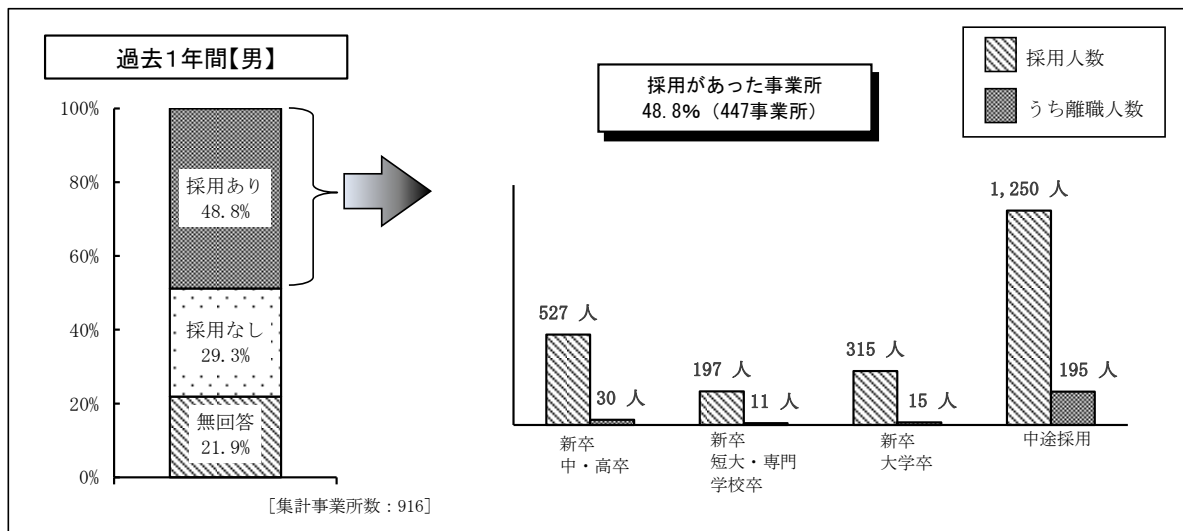 過去1年間【男】
100%
80%
60%
40%
20%
0%
採用あり
48.8%
採用なし
29.3%
無回答
21.9%
[集計事業所数：916]
採用があった事業所
48.8%（447事業所）
採用人数
うち離職人数
527 人
30 人
197 人
11 人
315 人
15 人
1,250 人
195 人
新卒
中・高卒
新卒
短大・専門
学校卒
新卒
大学卒
中途採用